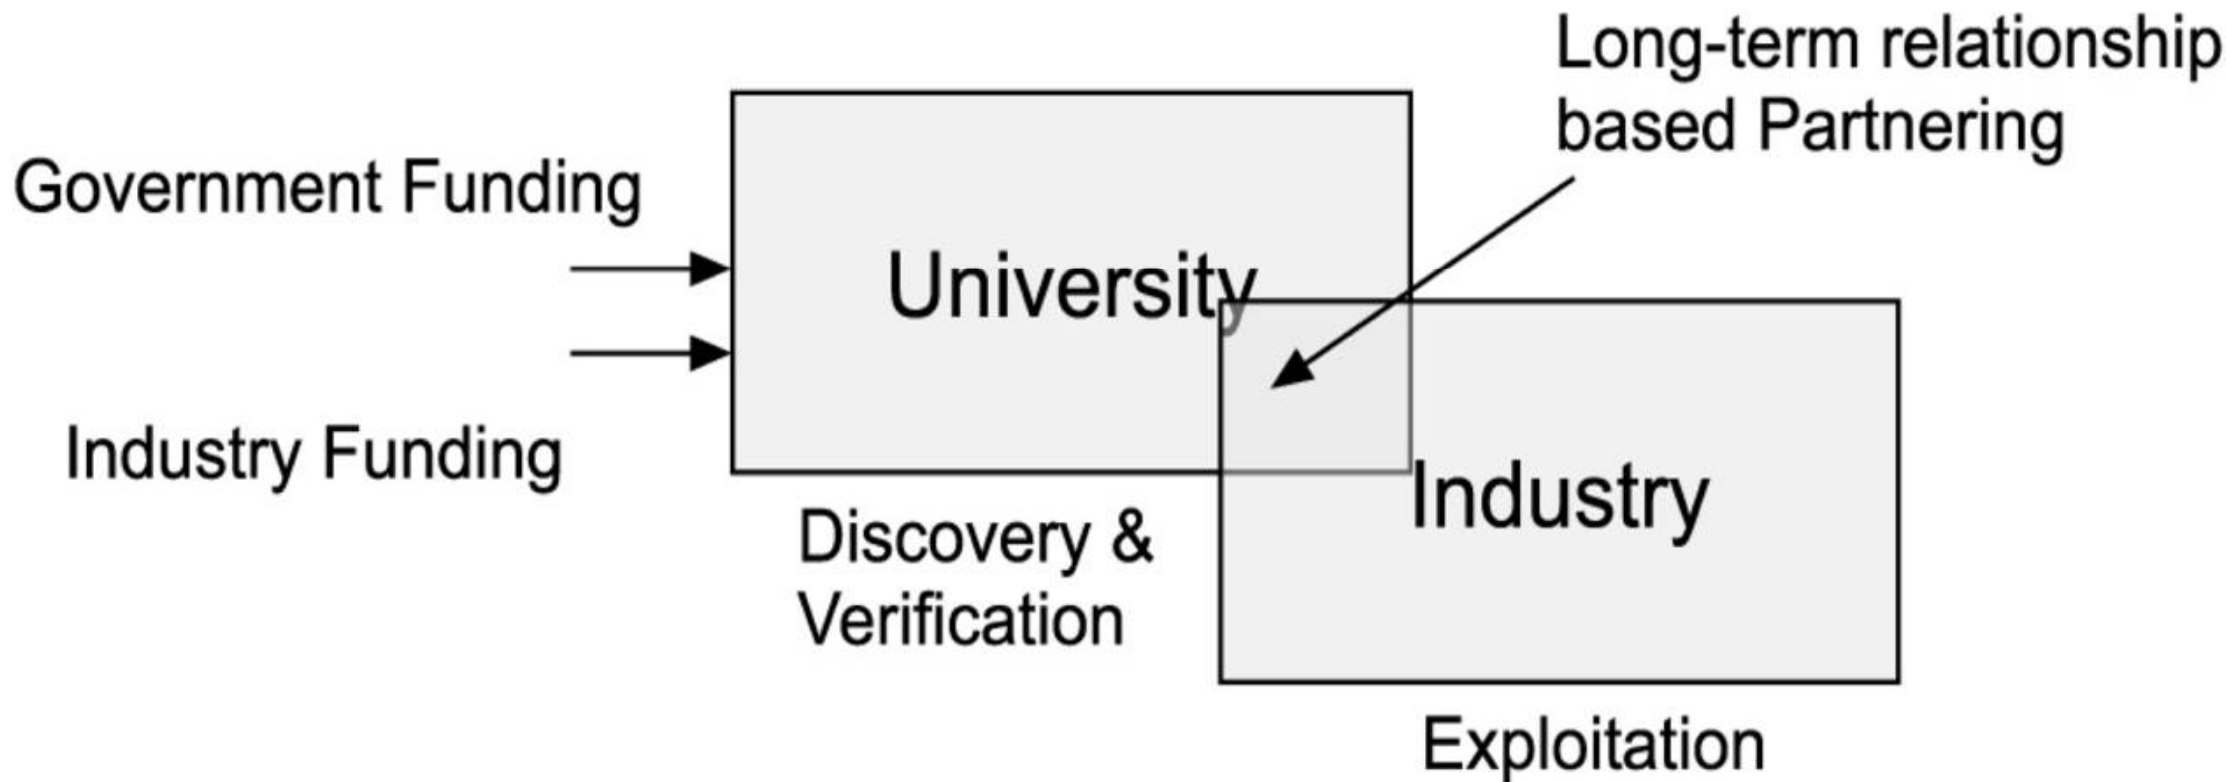 Long-term relationship
based Partnering
Government Funding
University
Industry Funding
Industry
Discovery &
Verification
Exploitation